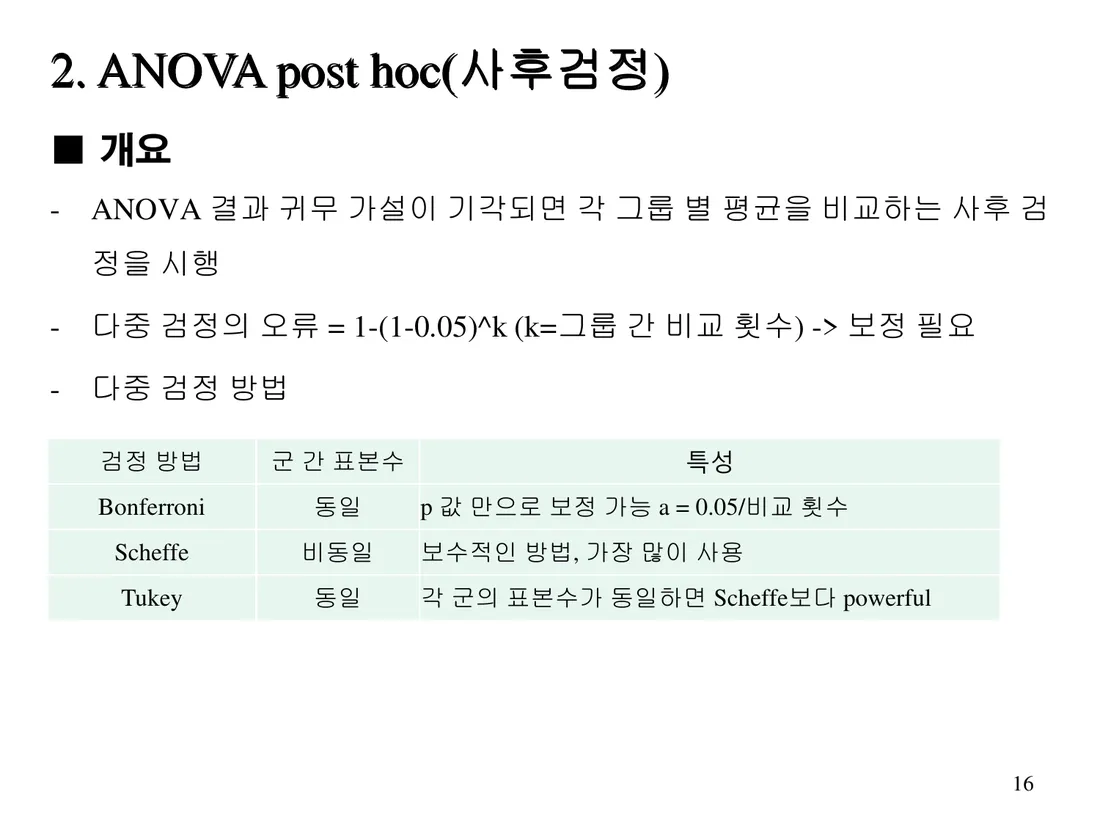 2. ANOVA post hoc(사후검정)
■ 개요
- ANOVA 결과 귀무 가설이 기각되면 각 그룹 별 평균을 비교하는 사후 검
정을 시행
- 다중 검정의 오류 = 1-(1-0.05)^k (k=그룹 간 비교 횟수) -> 보정 필요
- 다중 검정 방법
검정 방법 군 간 표본수 특성
Bonferroni 동일 p 값 만으로 보정 가능 a = 0.05/비교 횟수
Scheffe 비동일 보수적인 방법, 가장 많이 사용
Tukey 동일 각 군의 표본수가 동일하면 Scheffe보다 powerful
16